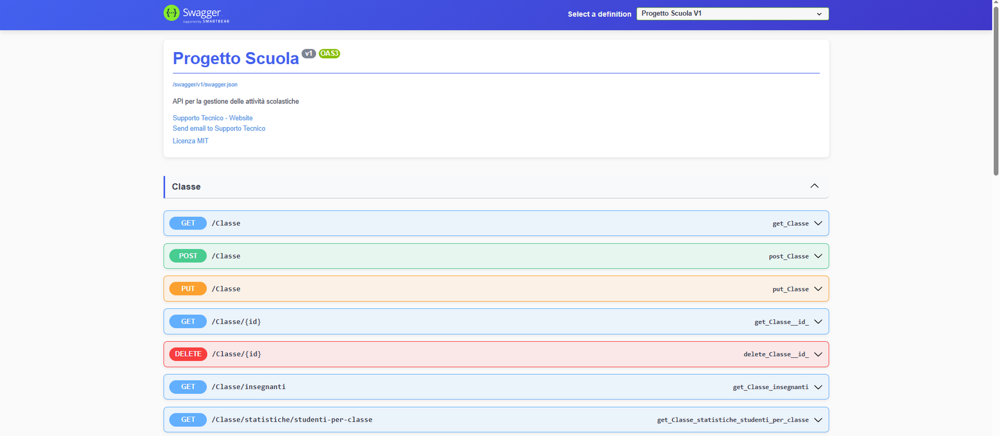 {···} Swagger
Supported by SMARTBEAR
Select a definition
Progetto Scuola V1
Progetto Scuola v1 OAS3
/swagger/v1/swagger.json
API per la gestione delle attività scolastiche
Supporto Tecnico - Website
Send email to Supporto Tecnico
Licenza MIT
Classe
GET /Classe get_Classe
POST /Classe post_Classe
PUT /Classe put_Classe
GET /Classe/{id} get_Classe__id_
DELETE /Classe/{id} delete_Classe__id_
GET /Classe/insegnanti get_Classe_insegnanti
GET /Classe/statistiche/studenti-per-classe get_Classe_statistiche_studenti_per_classe